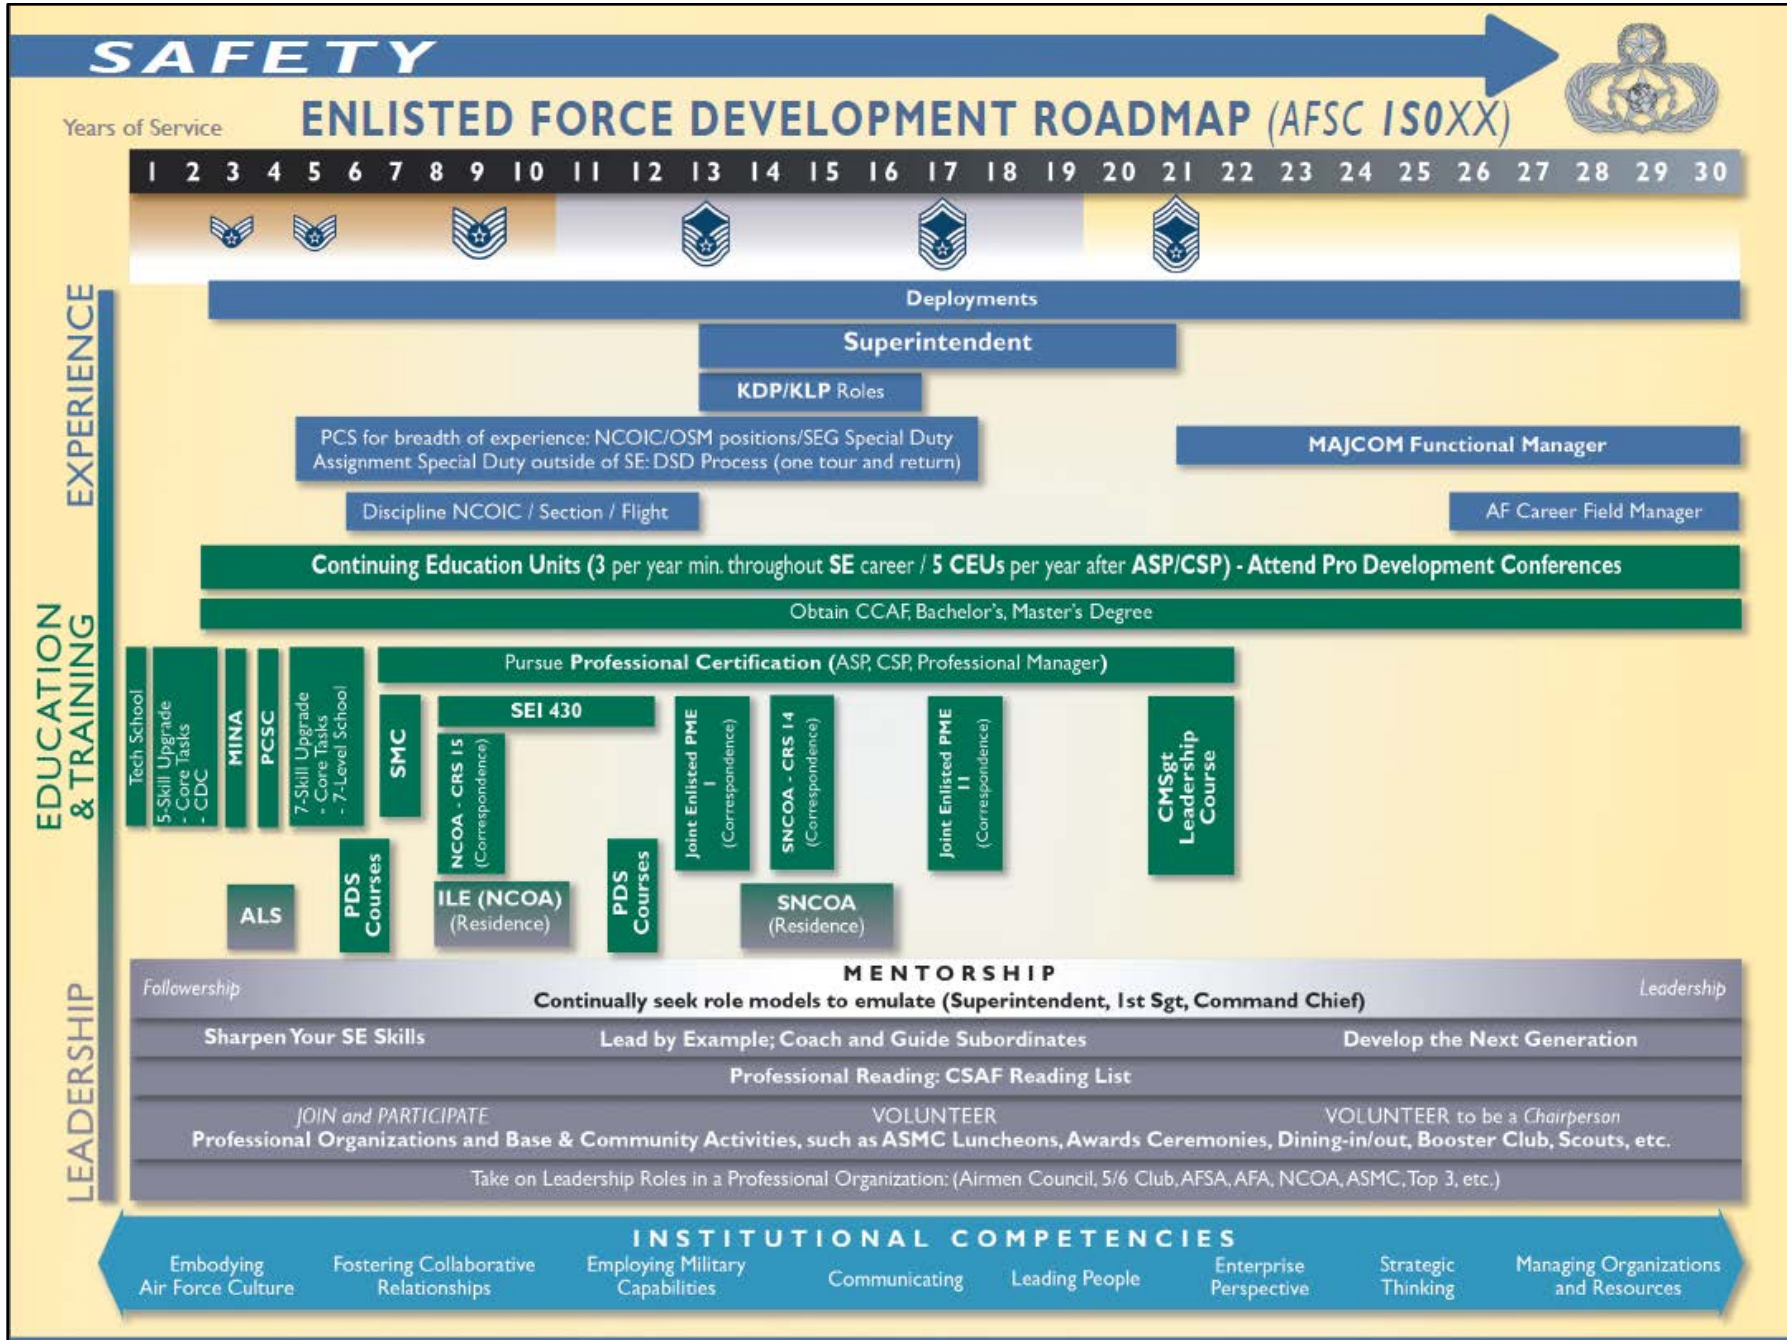 SAFETY
Years of Service
ENLISTED FORCE DEVELOPMENT ROADMAP (AFSC 1S0XX)
1 2 3 4 5 6 7 8 9 10 11 12 13 14 15 16 17 18 19 20 21 22 23 24 25 26 27 28 29 30
EXPERIENCE
Deployments
Superintendent
KDP/KLP Roles
PCS for breadth of experience: NCOIC/OSM positions/SEG Special Duty
Assignment Special Duty outside of SE: DSD Process (one tour and return)
MAJCOM Functional Manager
Discipline NCOIC / Section / Flight
AF Career Field Manager
EDUCATION
& TRAINING
Continuing Education Units (3 per year min. throughout SE career / 5 CEUs per year after ASP/CSP) - Attend Pro Development Conferences
Obtain CCAF, Bachelor's, Master's Degree
Tech School
5-Skill Upgrade
- Core Tasks
- CDC
MINA
PCSC
7-Skill Upgrade
- Core Tasks
- 7-Level School
Pursue Professional Certification (ASP, CSP, Professional Manager)
SMC
SEI 430
NCOA - CRS 15
(Correspondence)
Joint Enlisted PME
I
(Correspondence)
SNCOA - CRS 14
(Correspondence)
Joint Enlisted PME
II
(Correspondence)
CMSgt
Leadership
Course
ALS
PDS
Courses
ILE (NCOA)
(Residence)
PDS
Courses
SNCOA
(Residence)
LEADERSHIP
MENTORSHIP
Followership
Leadership
Continually seek role models to emulate (Superintendent, 1st Sgt, Command Chief)
Sharpen Your SE Skills
Lead by Example; Coach and Guide Subordinates
Develop the Next Generation
Professional Reading: CSAF Reading List
JOIN and PARTICIPATE
VOLUNTEER
VOLUNTEER to be a Chairperson
Professional Organizations and Base & Community Activities, such as ASMC Luncheons, Awards Ceremonies, Dining-in/out, Booster Club, Scouts, etc.
Take on Leadership Roles in a Professional Organization: (Airmen Council, 5/6 Club, AFSA, AFA, NCOA, ASMC, Top 3, etc.)
INSTITUTIONAL COMPETENCIES
Embodying
Air Force Culture
Fostering Collaborative
Relationships
Employing Military
Capabilities
Communicating
Leading People
Enterprise
Perspective
Strategic
Thinking
Managing Organizations
and Resources